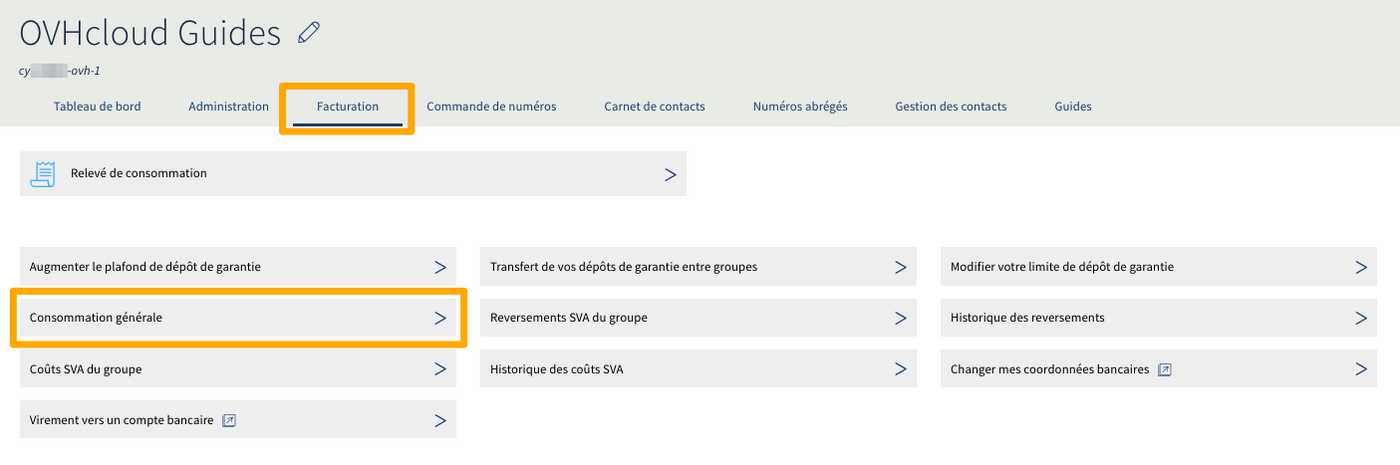 OVHcloud Guides
cy -ovh-1
Tableau de bord Administration Facturation Commande de numéros Carnet de contacts Numéros abrégés Gestion des contacts Guides
Relevé de consommation
Augmenter le plafond de dépôt de garantie Transfert de vos dépôts de garantie entre groupes Modifier votre limite de dépôt de garantie
Consommation générale Reversements SVA du groupe Historique des reversements
Coûts SVA du groupe Historique des coûts SVA Changer mes coordonnées bancaires
Virement vers un compte bancaire